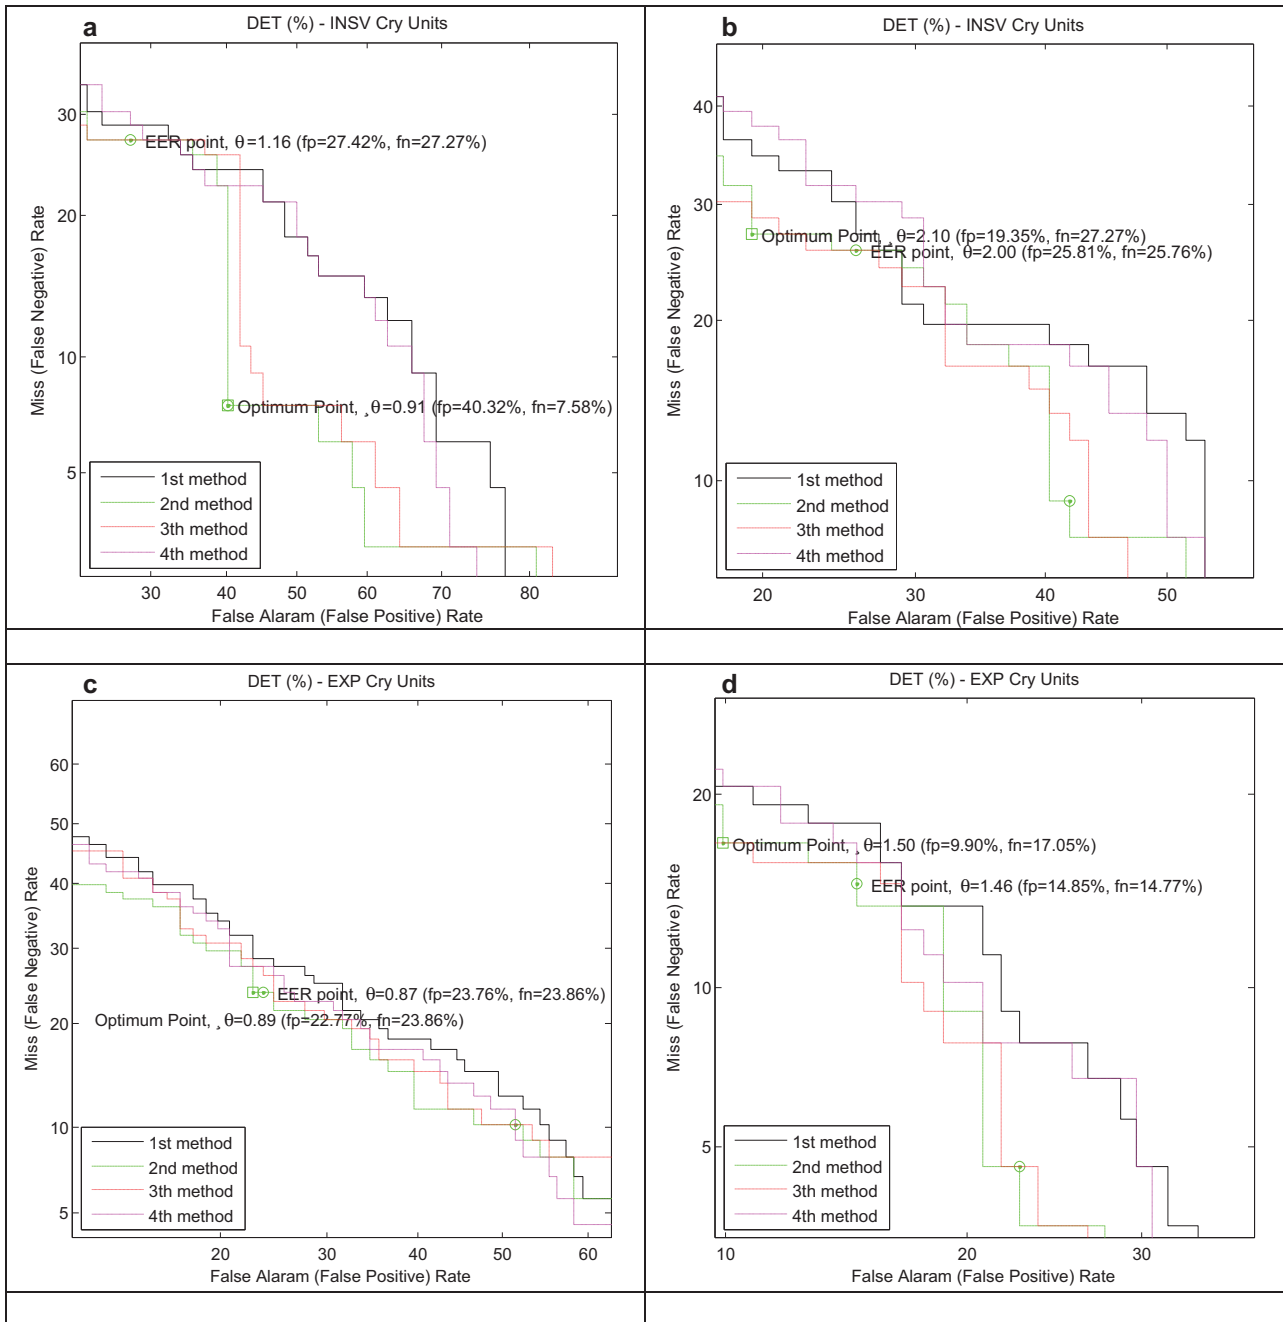 a
DET (%) - INSV Cry Units
30
20
10
5
Miss (False Negative) Rate
EER point, θ=1.16 (fp=27.42%, fn=27.27%)
Optimum Point, ¸θ=0.91 (fp=40.32%, fn=7.58%)
1st method
2nd method
3th method
4th method
30 40 50 60 70 80
False Alaram (False Positive) Rate
b
DET (%) - INSV Cry Units
40
30
20
10
Miss (False Negative) Rate
Optimum Point, ¸θ=2.10 (fp=19.35%, fn=27.27%)
EER point, θ=2.00 (fp=25.81%, fn=25.76%)
1st method
2nd method
3th method
4th method
20 30 40 50
False Alaram (False Positive) Rate
c
DET (%) - EXP Cry Units
60
50
40
30
20
10
5
Miss (False Negative) Rate
EER point, θ=0.87 (fp=23.76%, fn=23.86%)
Optimum Point, ¸θ=0.89 (fp=22.77%, fn=23.86%)
1st method
2nd method
3th method
4th method
20 30 40 50 60
False Alaram (False Positive) Rate
d
DET (%) - EXP Cry Units
20
10
5
Miss (False Negative) Rate
Optimum Point, ¸θ=1.50 (fp=9.90%, fn=17.05%)
EER point, θ=1.46 (fp=14.85%, fn=14.77%)
1st method
2nd method
3th method
4th method
10 20 30
False Alaram (False Positive) Rate